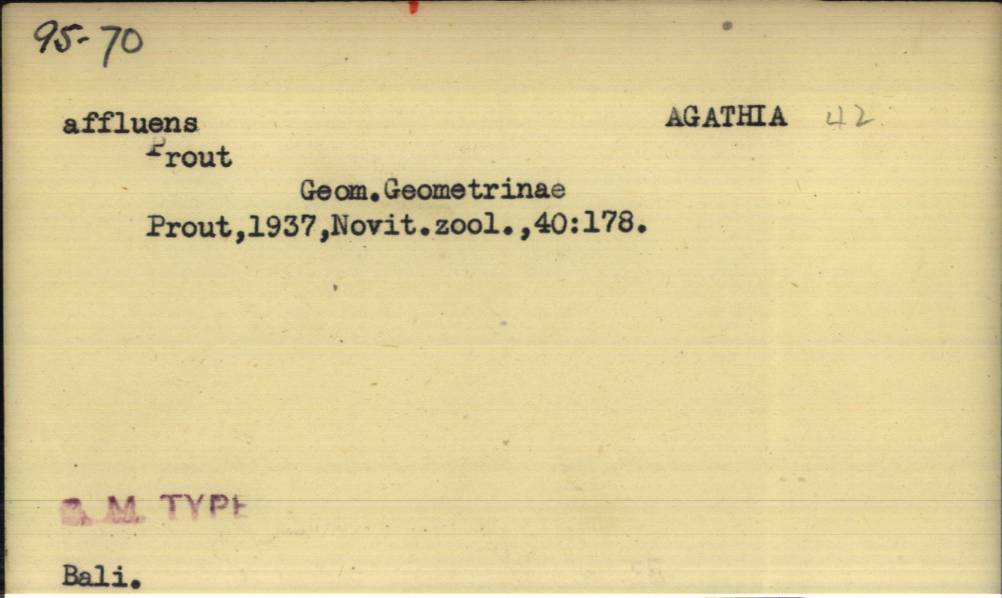 95-70
affluens AGATHIA 42
Prout
Geom.Geometrinae
Prout,1937,Novit.zool.,40:178.
B. M. TYPE
Bali.